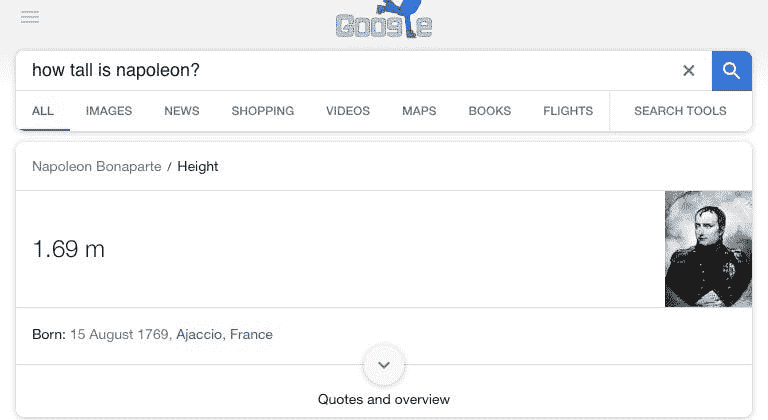 Google
how tall is napoleon?
ALL IMAGES NEWS SHOPPING VIDEOS MAPS BOOKS FLIGHTS SEARCH TOOLS
Napoleon Bonaparte / Height
1.69 m
Born: 15 August 1769, Ajaccio, France
Quotes and overview